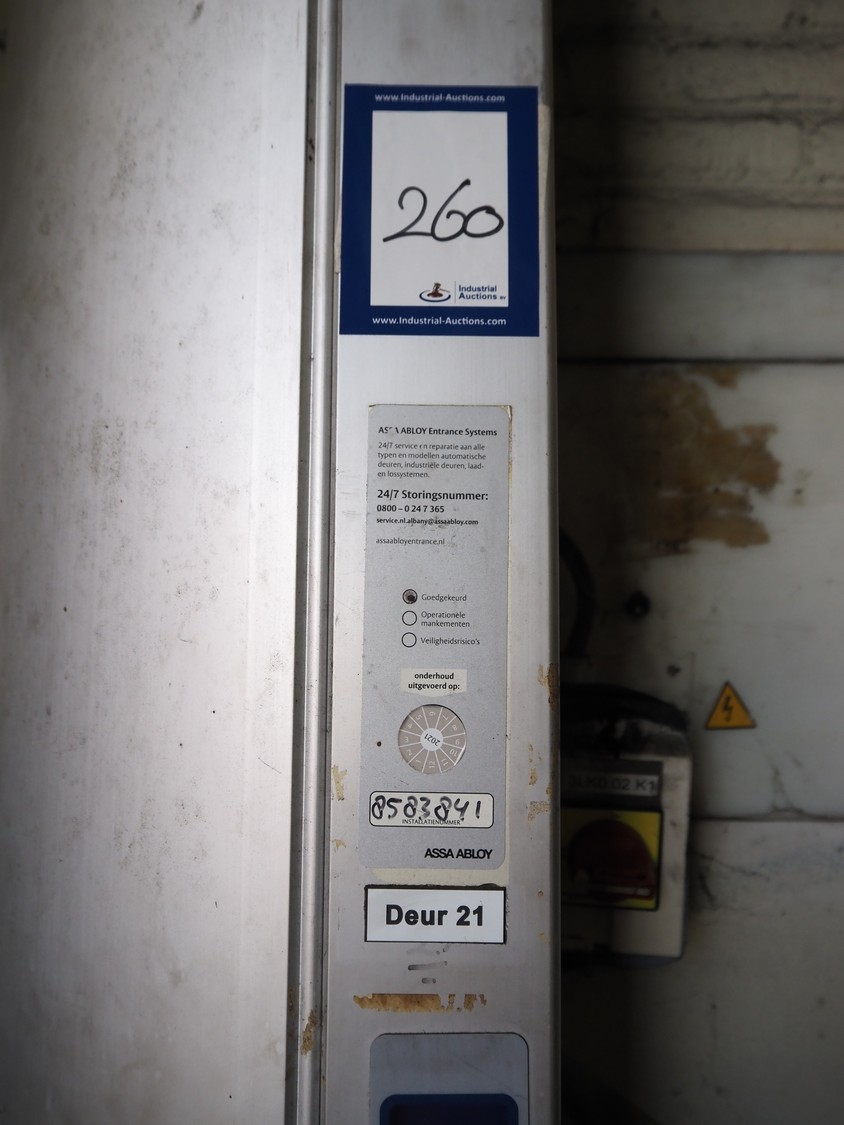 www.Industrial-Auctions.com
260
Industrial
Auctions BV
www.Industrial-Auctions.com
ABLOY Entrance Systems
24/7 service en reparatie aan alle
typen en modellen automatische
deuren, industriële deuren, laad-
en lossystemen.
24/7 Storingsnummer:
0800 – 0 24 7 365
service.nl.albany@assaabloy.com
assaabloyentrance.nl
Goedgekeurd
Operationele
mankementen
Veiligheidsrisico's
onderhoud
uitgevoerd op:
2021
8583841
INSTALLATIENUMMER
ASSA ABLOY
Deur 21